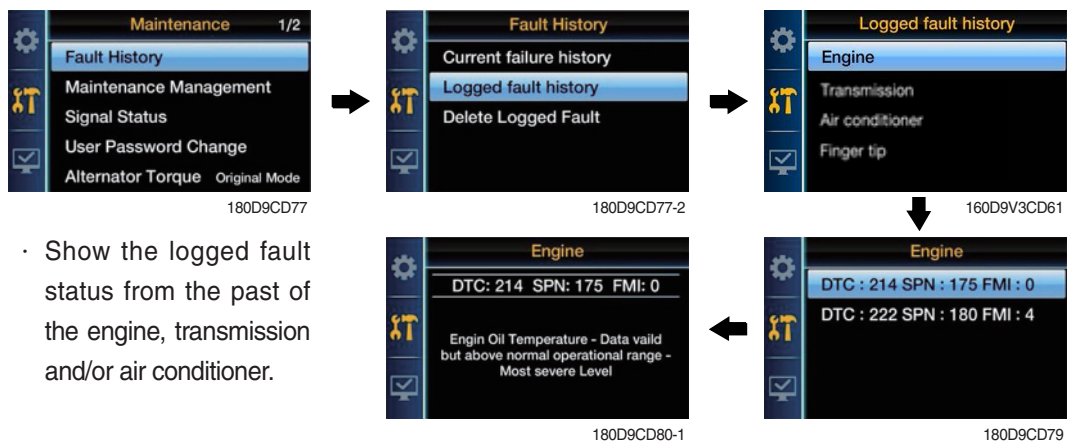 Maintenance 1/2
Fault History
Maintenance Management
Signal Status
User Password Change
Alternator Torque Original Mode
180D9CD77
Fault History
Current failure history
Logged fault history
Delete Logged Fault
180D9CD77-2
Logged fault history
Engine
Transmission
Air conditioner
Finger tip
160D9V3CD61
· Show the logged fault
status from the past of
the engine, transmission
and/or air conditioner.
Engine
DTC : 214 SPN : 175 FMI : 0
DTC : 222 SPN : 180 FMI : 4
180D9CD79
Engine
DTC: 214 SPN: 175 FMI: 0
Engin Oil Temperature - Data vaild
but above normal operational range -
Most severe Level
180D9CD80-1